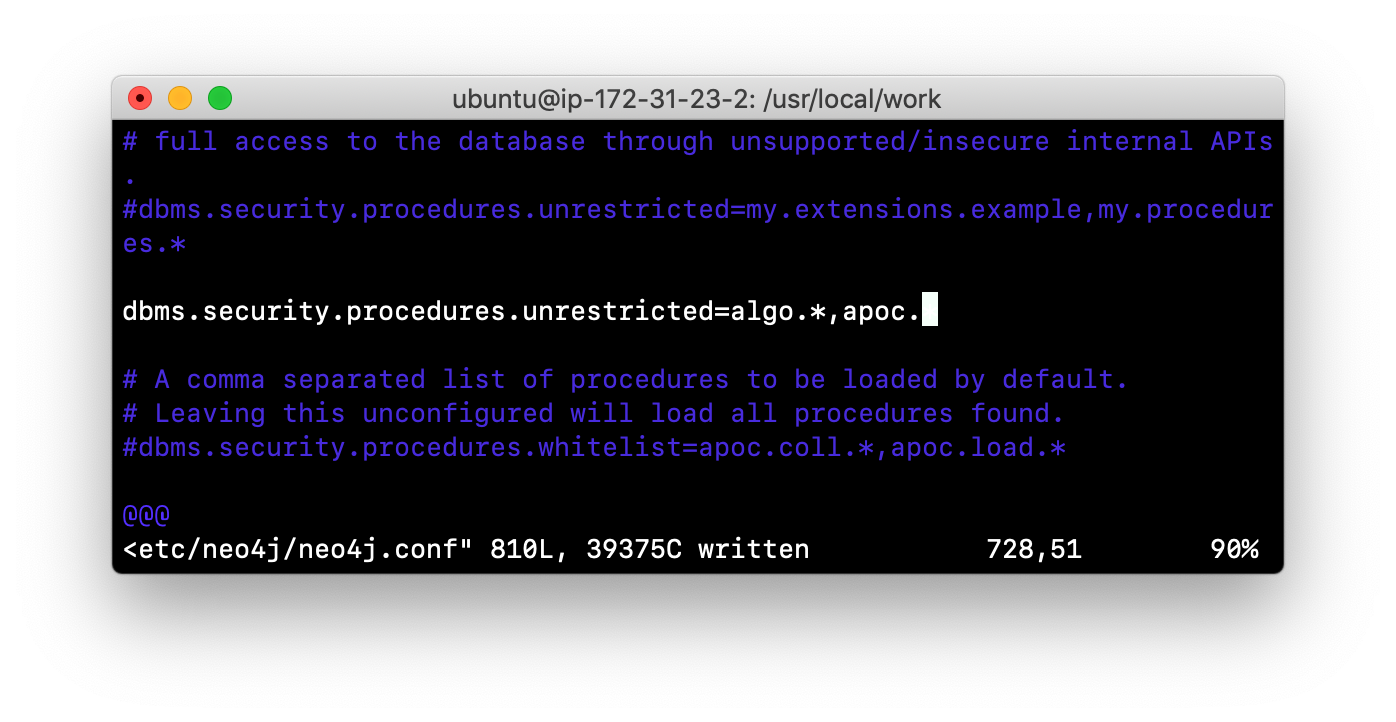 ubuntu@ip-172-31-23-2: /usr/local/work
# full access to the database through unsupported/insecure internal APIs
.
#dbms.security.procedures.unrestricted=my.extensions.example,my.procedur
es.*
dbms.security.procedures.unrestricted=algo.*,apoc.
# A comma separated list of procedures to be loaded by default.
# Leaving this unconfigured will load all procedures found.
#dbms.security.procedures.whitelist=apoc.coll.*,apoc.load.*
@@@
<etc/neo4j/neo4j.conf" 810L, 39375C written 728,51 90%